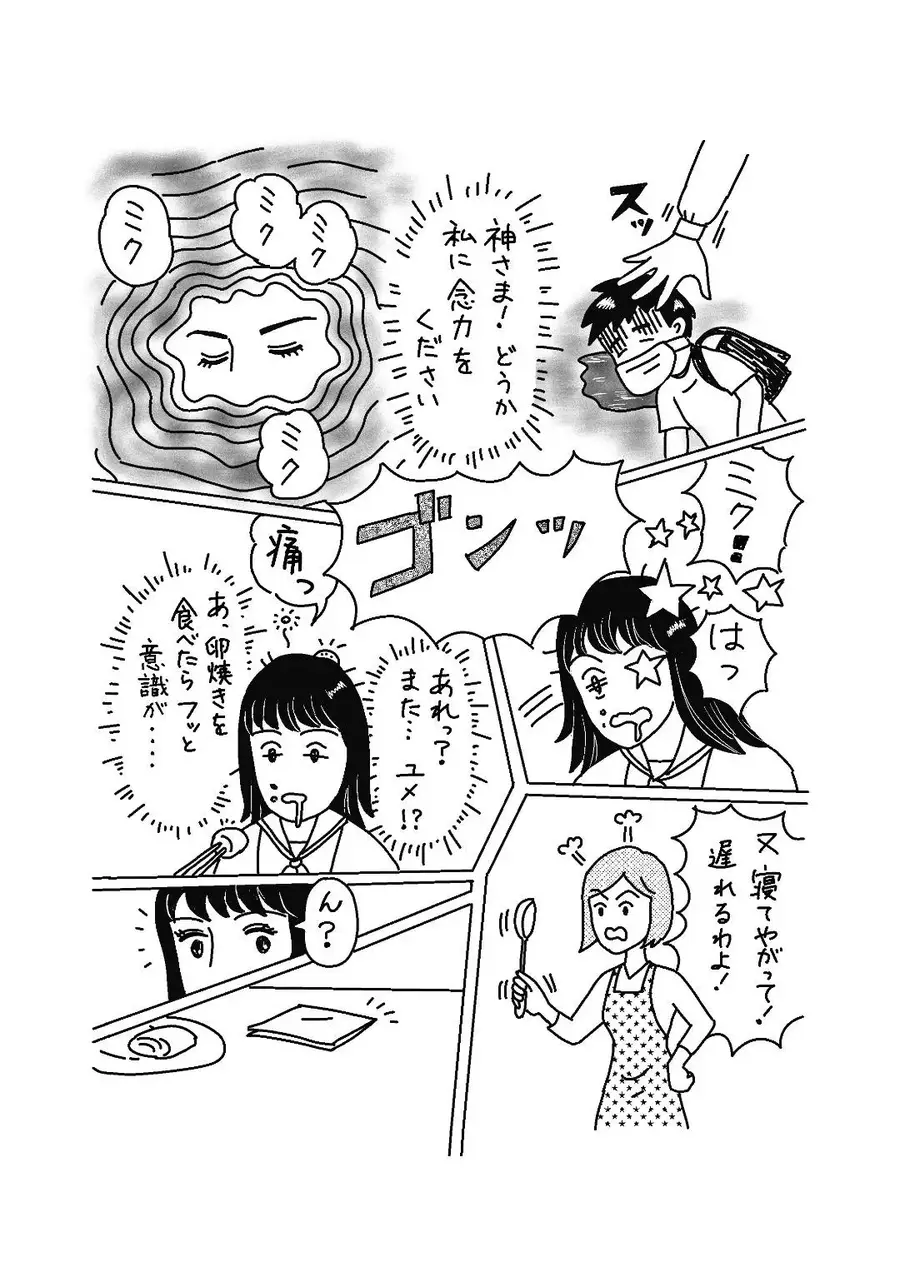 スッ
神さま！どうか
私に念力を
ください
ミク
ミク
ミク
ミク
ミク!!
はっ
ゴンッ
痛っ
あれっ？
また…
ユメ!?
あ、卵焼きを
食べたらフッと
意識が....
又寝てやがって！
遅れるわよ！
ん？